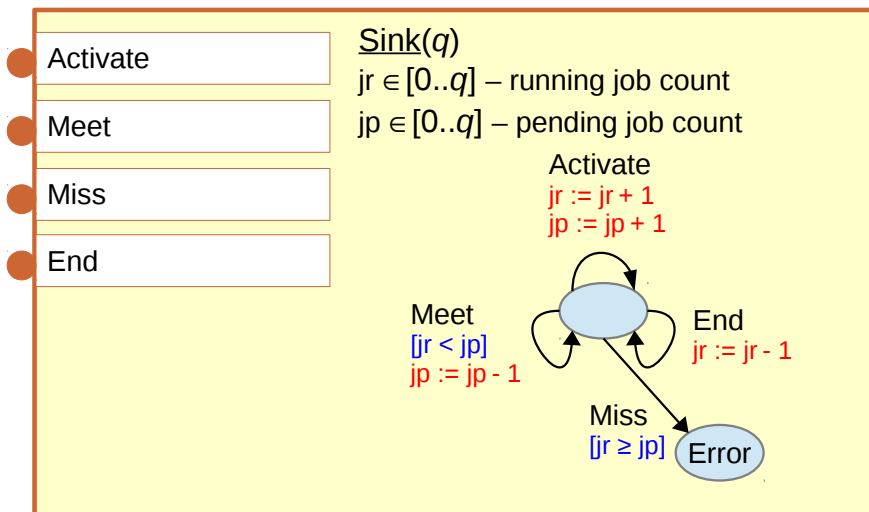 Activate
Meet
Miss
End
Sink(q)
jr ∈ [0..q] – running job count
jp ∈ [0..q] – pending job count
Activate
jr := jr + 1
jp := jp + 1
Meet
[jr < jp]
jp := jp - 1
End
jr := jr - 1
Miss
[jr ≥ jp]
Error